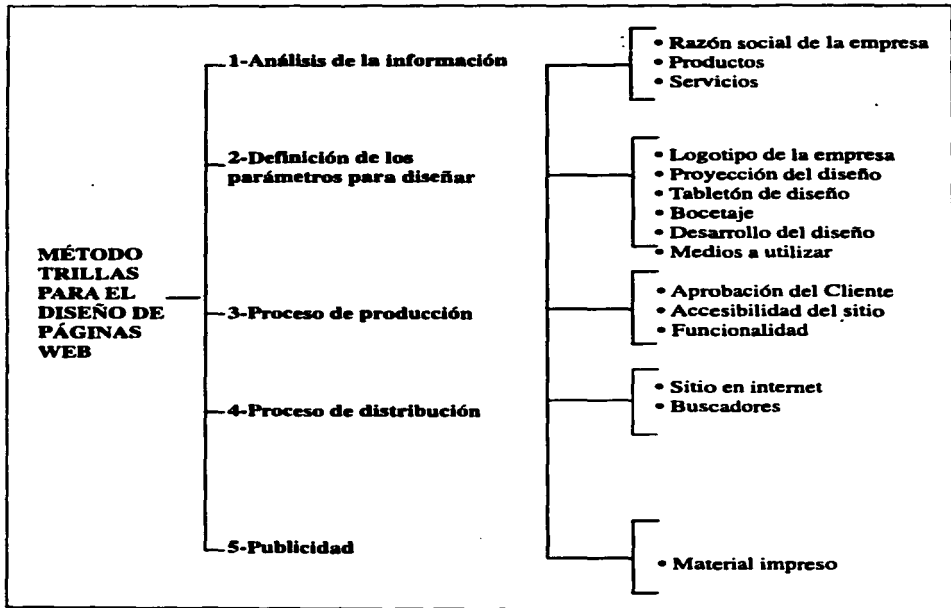 MÉTODO
TRILLAS
PARA EL
DISEÑO DE
PÁGINAS
WEB
1-Análisis de la información
• Razón social de la empresa
• Productos
• Servicios
2-Definición de los
parámetros para diseñar
• Logotipo de la empresa
• Proyección del diseño
• Tabletón de diseño
• Bocetaje
• Desarrollo del diseño
• Medios a utilizar
3-Proceso de producción
• Aprobación del Cliente
• Accesibilidad del sitio
• Funcionalidad
4-Proceso de distribución
• Sitio en internet
• Buscadores
5-Publicidad
• Material impreso